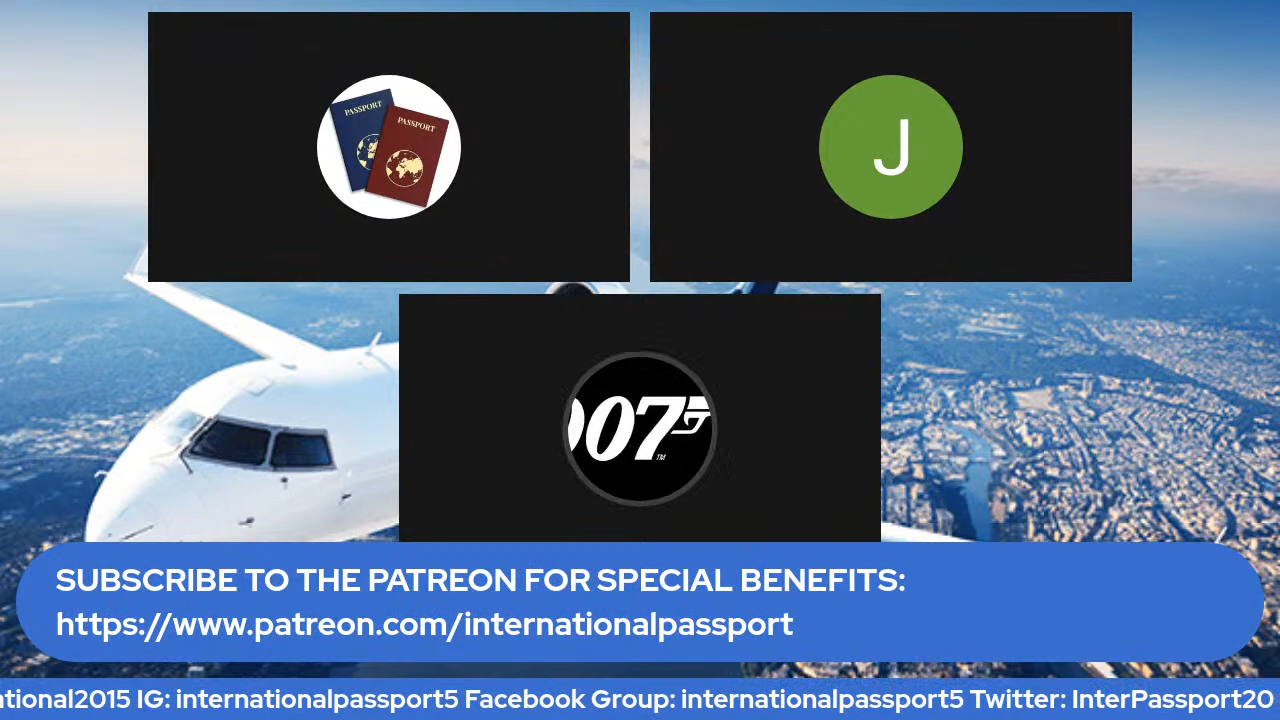 PASSPORT
PASSPORT
J
007
TM
SUBSCRIBE TO THE PATREON FOR SPECIAL BENEFITS:
https://www.patreon.com/internationalpassport
ational2015 IG: internationalpassport5 Facebook Group: internationalpassport5 Twitter: InterPassport20